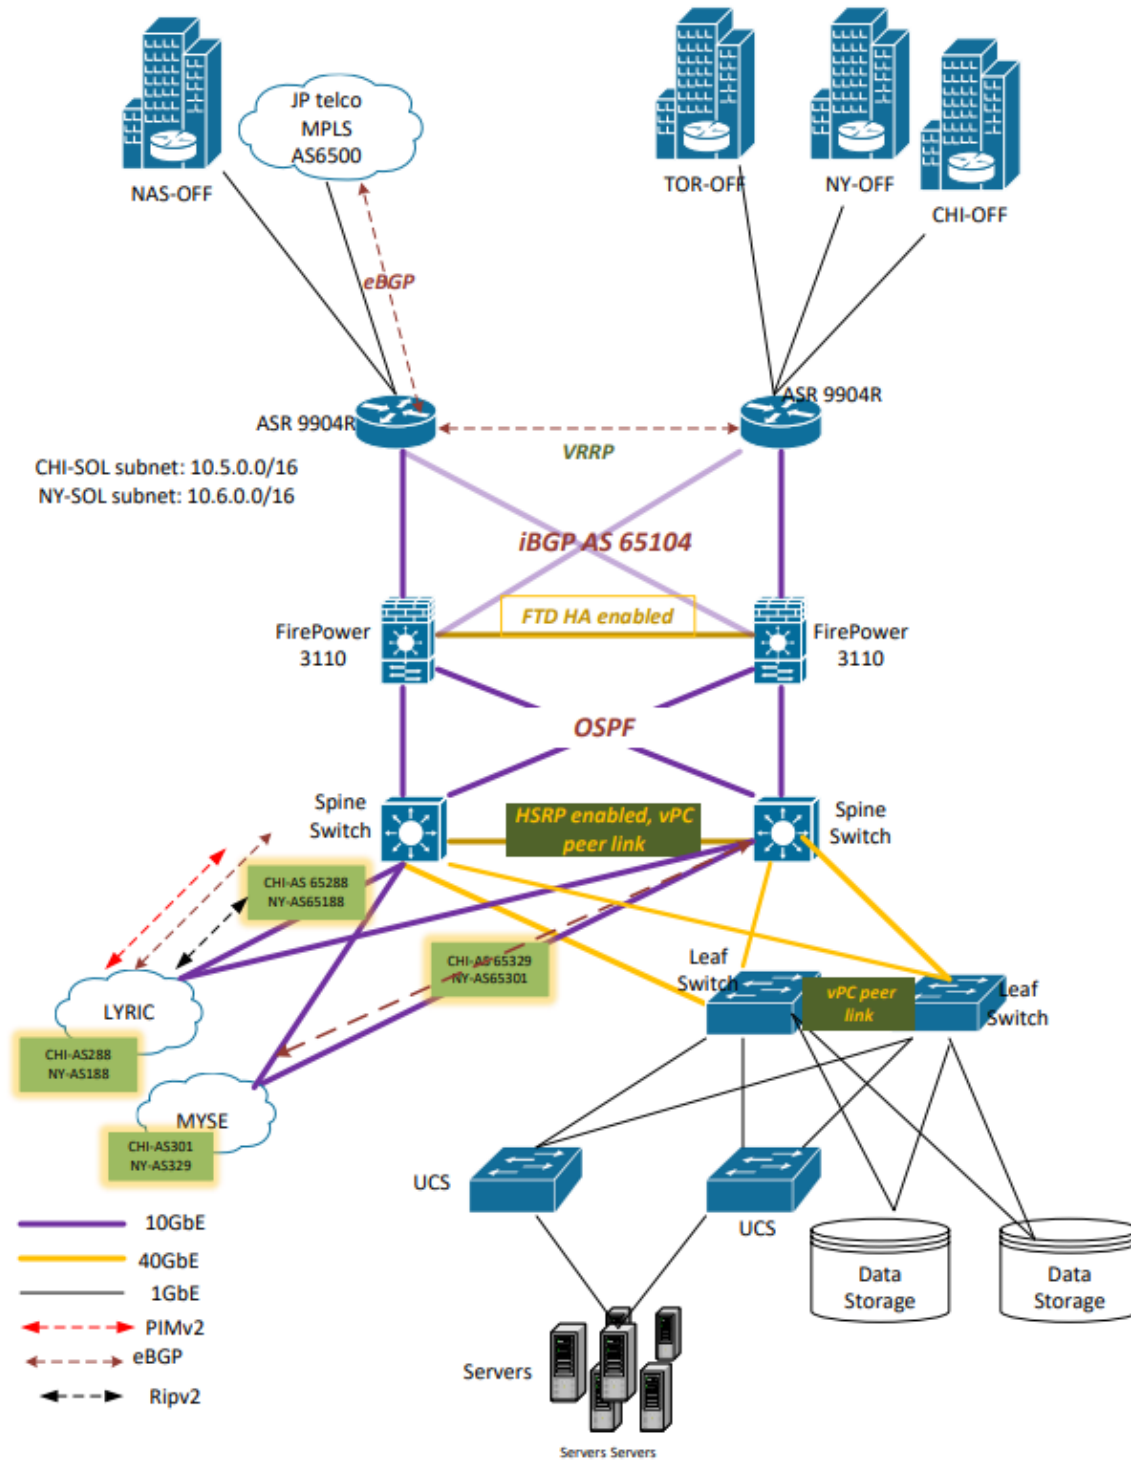 JP telco
MPLS
AS6500
NAS-OFF
TOR-OFF
NY-OFF
CHI-OFF
eBGP
ASR 9904R
ASR 9904R
VRRP
CHI-SOL subnet: 10.5.0.0/16
NY-SOL subnet: 10.6.0.0/16
iBGP AS 65104
FTD HA enabled
FirePower
3110
FirePower
3110
OSPF
Spine
Switch
HSRP enabled, vPC
peer link
Spine
Switch
CHI-AS 65288
NY-AS65188
CHI-AS 65329
NY-AS65301
Leaf
Switch
vPC peer
link
Leaf
Switch
LYRIC
CHI-AS288
NY-AS188
MYSE
CHI-AS301
NY-AS329
UCS
UCS
10GbE
40GbE
1GbE
PIMv2
eBGP
Ripv2
Data
Storage
Data
Storage
Servers
Servers Servers